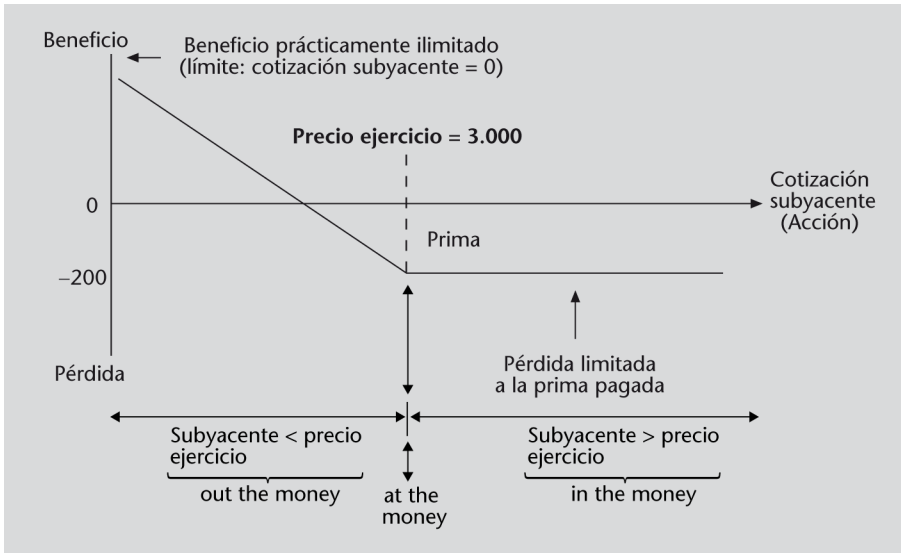 Beneficio
Beneficio prácticamente ilimitado
(límite: cotización subyacente = 0)
Precio ejercicio = 3.000
0
Cotización
subyacente
(Acción)
Prima
–200
Pérdida
Pérdida limitada
a la prima pagada
Subyacente < precio
ejercicio
Subyacente > precio
ejercicio
out the money
at the
money
in the money